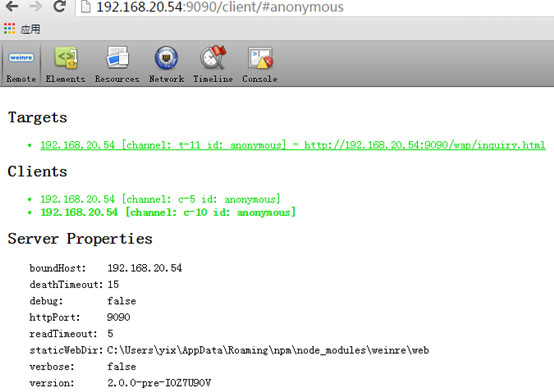 192.168.20.54:9090/client/#anonymous
应用
weinre
Remote Elements Resources Network Timeline Console
Targets
192.168.20.54 [channel: t-11 id: anonymous] - http://192.168.20.54:9090/wap/inquiry.html
Clients
192.168.20.54 [channel: c-5 id: anonymous]
192.168.20.54 [channel: c-10 id: anonymous]
Server Properties
boundHost: 192.168.20.54
deathTimeout: 15
debug: false
httpPort: 9090
readTimeout: 5
staticWebDir: C:\Users\yix\AppData\Roaming\npm\node_modules\weinre\web
verbose: false
version: 2.0.0-pre-IOZ7U9OV